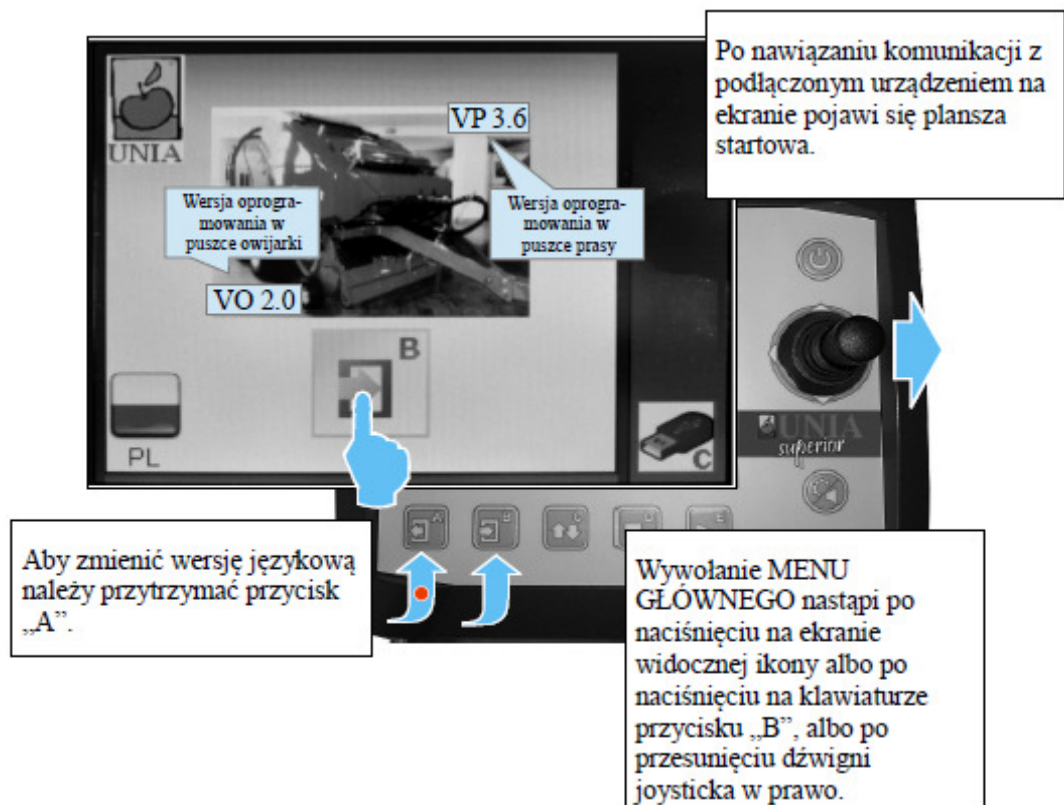 Po nawiązaniu komunikacji z
podłączonym urządzeniem na
ekranie pojawi się plansza
startowa.
UNIA
VP 3.6
Wersja oprogra-
mowania w
puszce owijarki
Wersja oprogra-
mowania w
puszce prasy
VO 2.0
B
PL
C
UNIA
superior
A
B
C
D
E
Aby zmienić wersję językową
należy przytrzymać przycisk
„A”.
Wywołanie MENU
GŁÓWNEGO nastąpi po
naciśnięciu na ekranie
widocznej ikony albo po
naciśnięciu na klawiaturze
przycisku „B”, albo po
przesunięciu dźwigni
joysticka w prawo.